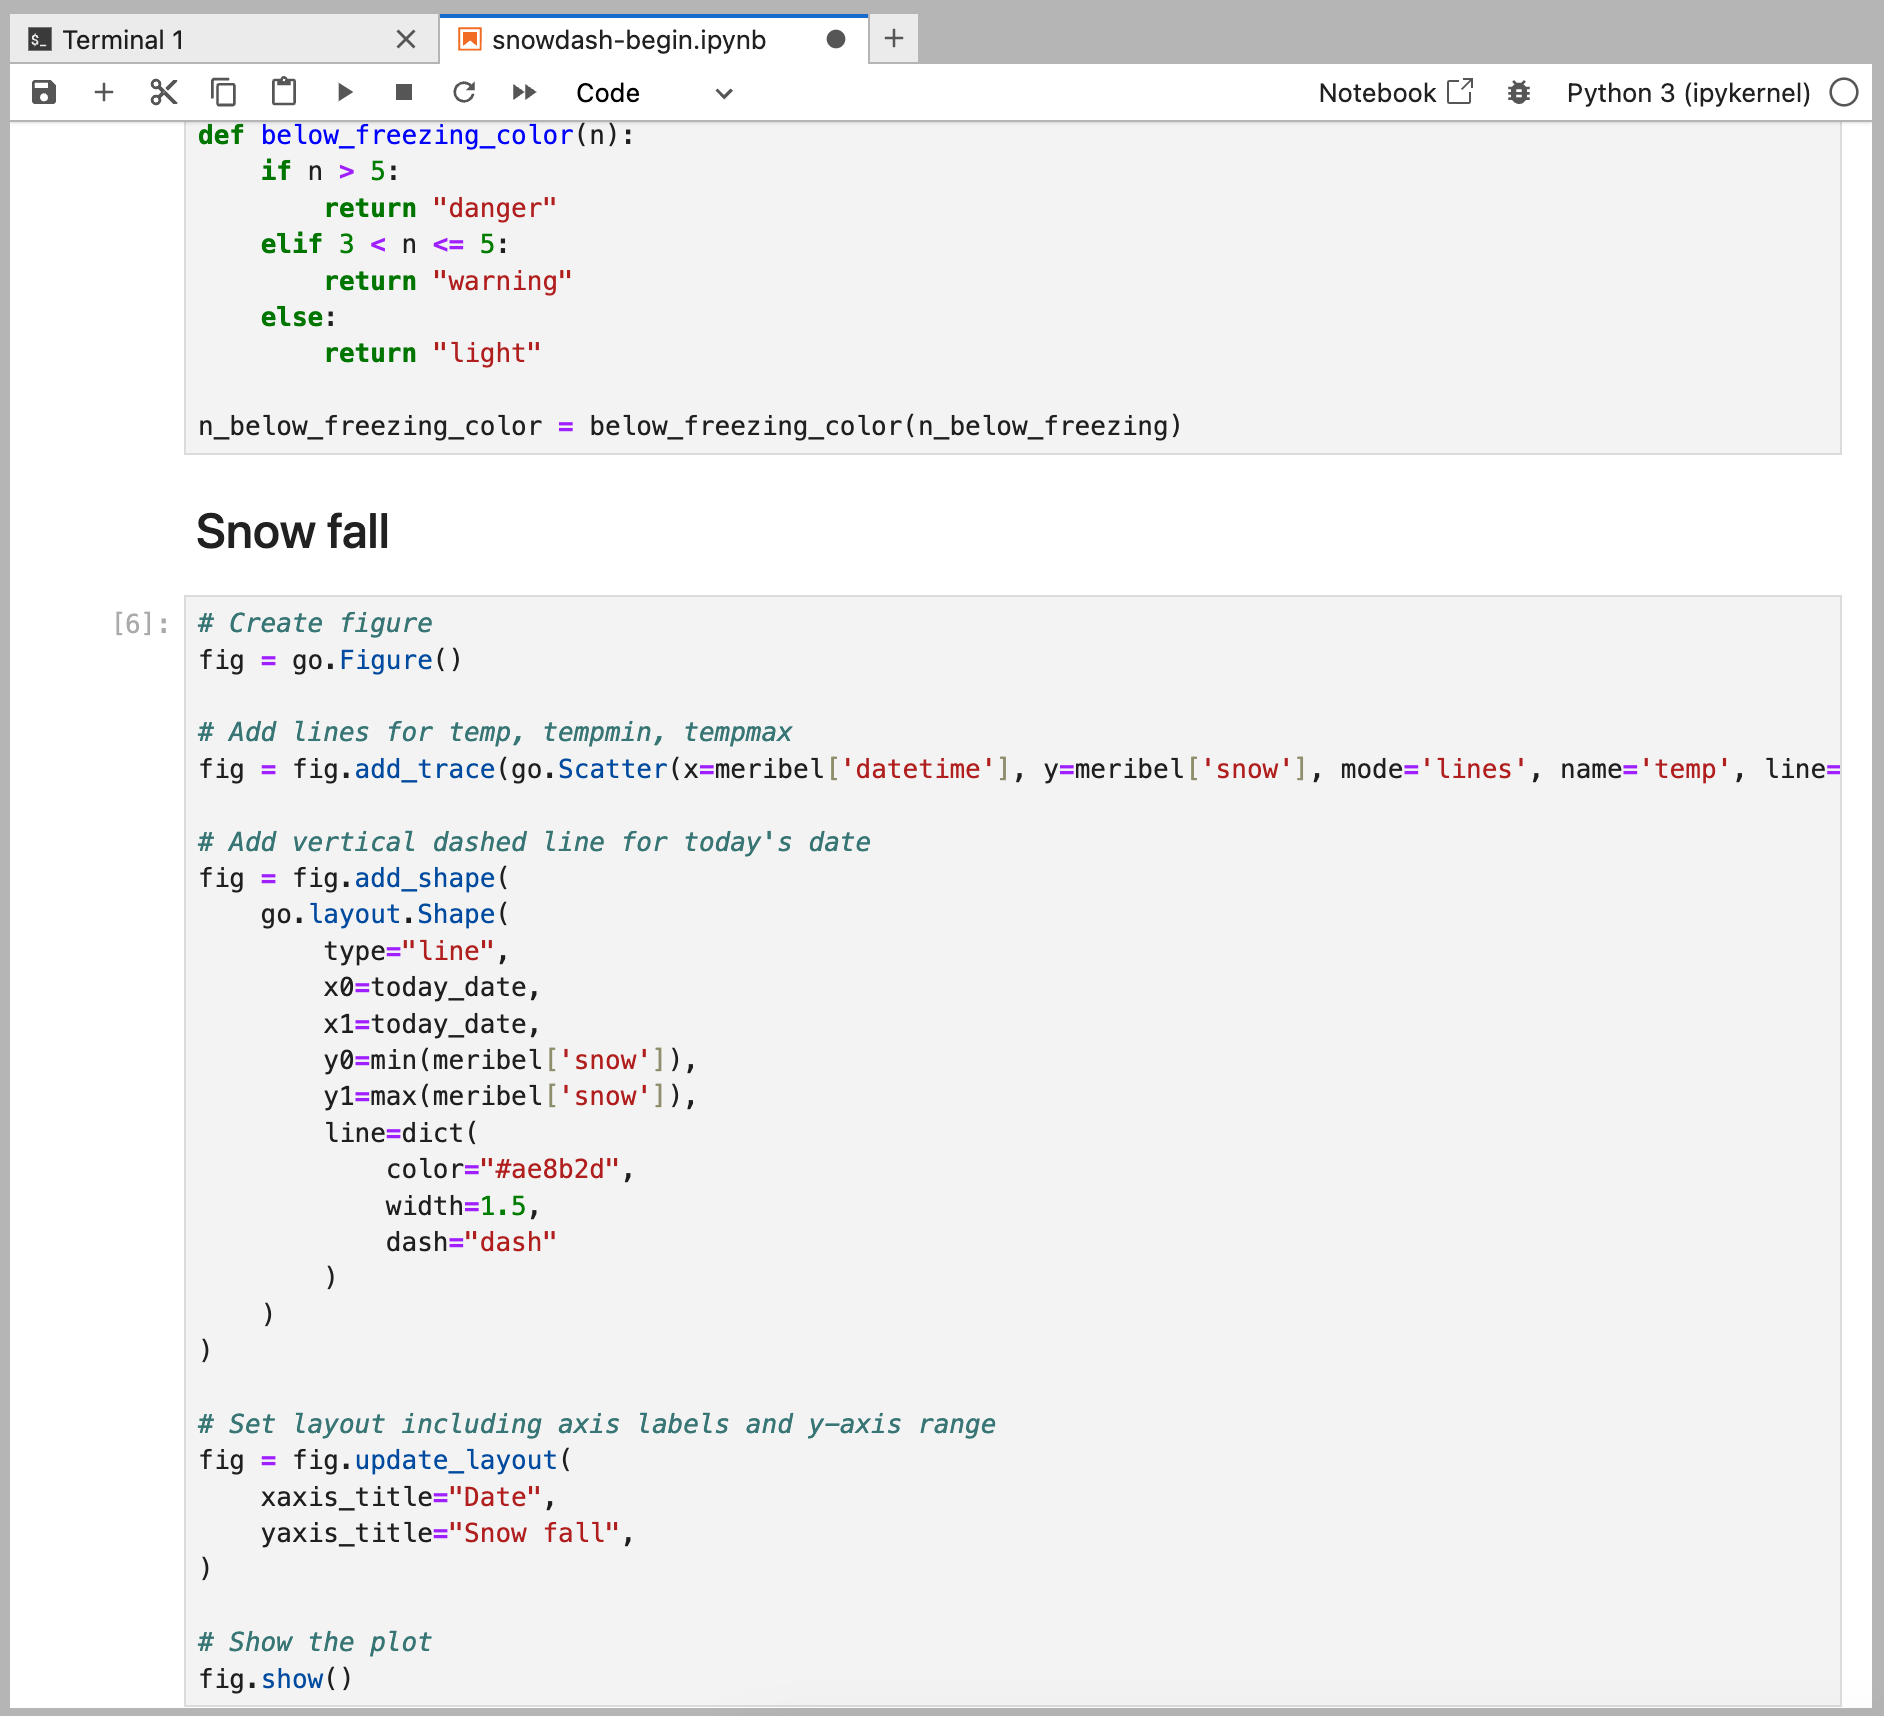 Terminal 1
snowdash-begin.ipynb
Code
Notebook
Python 3 (ipykernel)
def below_freezing_color(n):
    if n > 5:
        return "danger"
    elif 3 < n <= 5:
        return "warning"
    else:
        return "light"
n_below_freezing_color = below_freezing_color(n_below_freezing)
Snow fall
[6]:
# Create figure
fig = go.Figure()
# Add lines for temp, tempmin, tempmax
fig = fig.add_trace(go.Scatter(x=meribel['datetime'], y=meribel['snow'], mode='lines', name='temp', line=
# Add vertical dashed line for today's date
fig = fig.add_shape(
    go.layout.Shape(
        type="line",
        x0=today_date,
        x1=today_date,
        y0=min(meribel['snow']),
        y1=max(meribel['snow']),
        line=dict(
            color="#ae8b2d",
            width=1.5,
            dash="dash"
        )
    )
)
# Set layout including axis labels and y-axis range
fig = fig.update_layout(
    xaxis_title="Date",
    yaxis_title="Snow fall",
)
# Show the plot
fig.show()